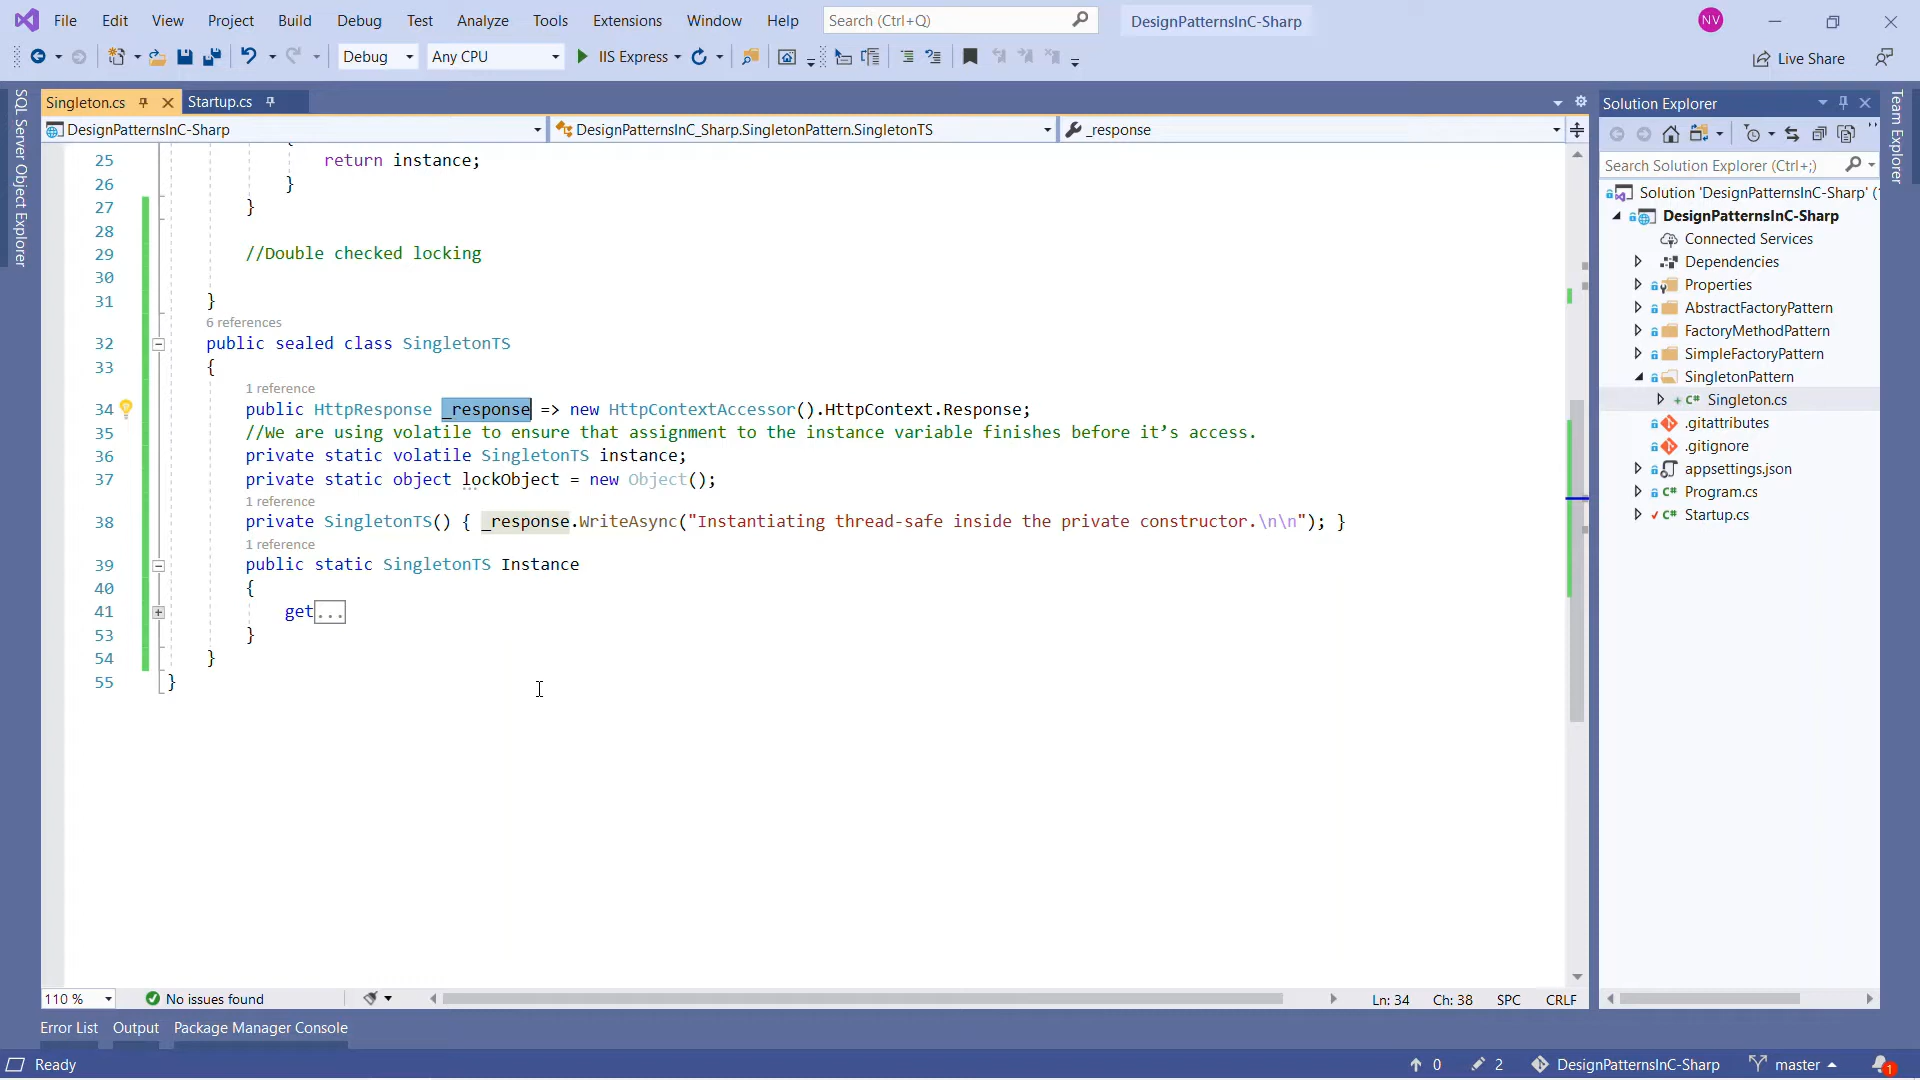 File Edit View Project Build Debug Test Analyze Tools Extensions Window Help Search (Ctrl+Q) DesignPatternsInC-Sharp NV
Debug Any CPU IIS Express Live Share
SQL Server Object Explorer
Singleton.cs Startup.cs
DesignPatternsInC-Sharp DesignPatternsInC_Sharp.SingletonPattern.SingletonTS _response
25 return instance;
26 }
27 }
28
29 //Double checked locking
30
31 }
6 references
32 public sealed class SingletonTS
33 {
1 reference
34 public HttpResponse _response => new HttpContextAccessor().HttpContext.Response;
35 //We are using volatile to ensure that assignment to the instance variable finishes before it’s access.
36 private static volatile SingletonTS instance;
37 private static object lockObject = new Object();
1 reference
38 private SingletonTS() { _response.WriteAsync("Instantiating thread-safe inside the private constructor.\n\n"); }
1 reference
39 public static SingletonTS Instance
40 {
41 get...
53 }
54 }
55 }
110 % No issues found Ln: 34 Ch: 38 SPC CRLF
Solution Explorer
Search Solution Explorer (Ctrl+;)
Solution 'DesignPatternsInC-Sharp' (
DesignPatternsInC-Sharp
Connected Services
Dependencies
Properties
AbstractFactoryPattern
FactoryMethodPattern
SimpleFactoryPattern
SingletonPattern
C# Singleton.cs
.gitattributes
.gitignore
appsettings.json
C# Program.cs
C# Startup.cs
Team Explorer
Error List Output Package Manager Console
Ready 0 2 DesignPatternsInC-Sharp master 1